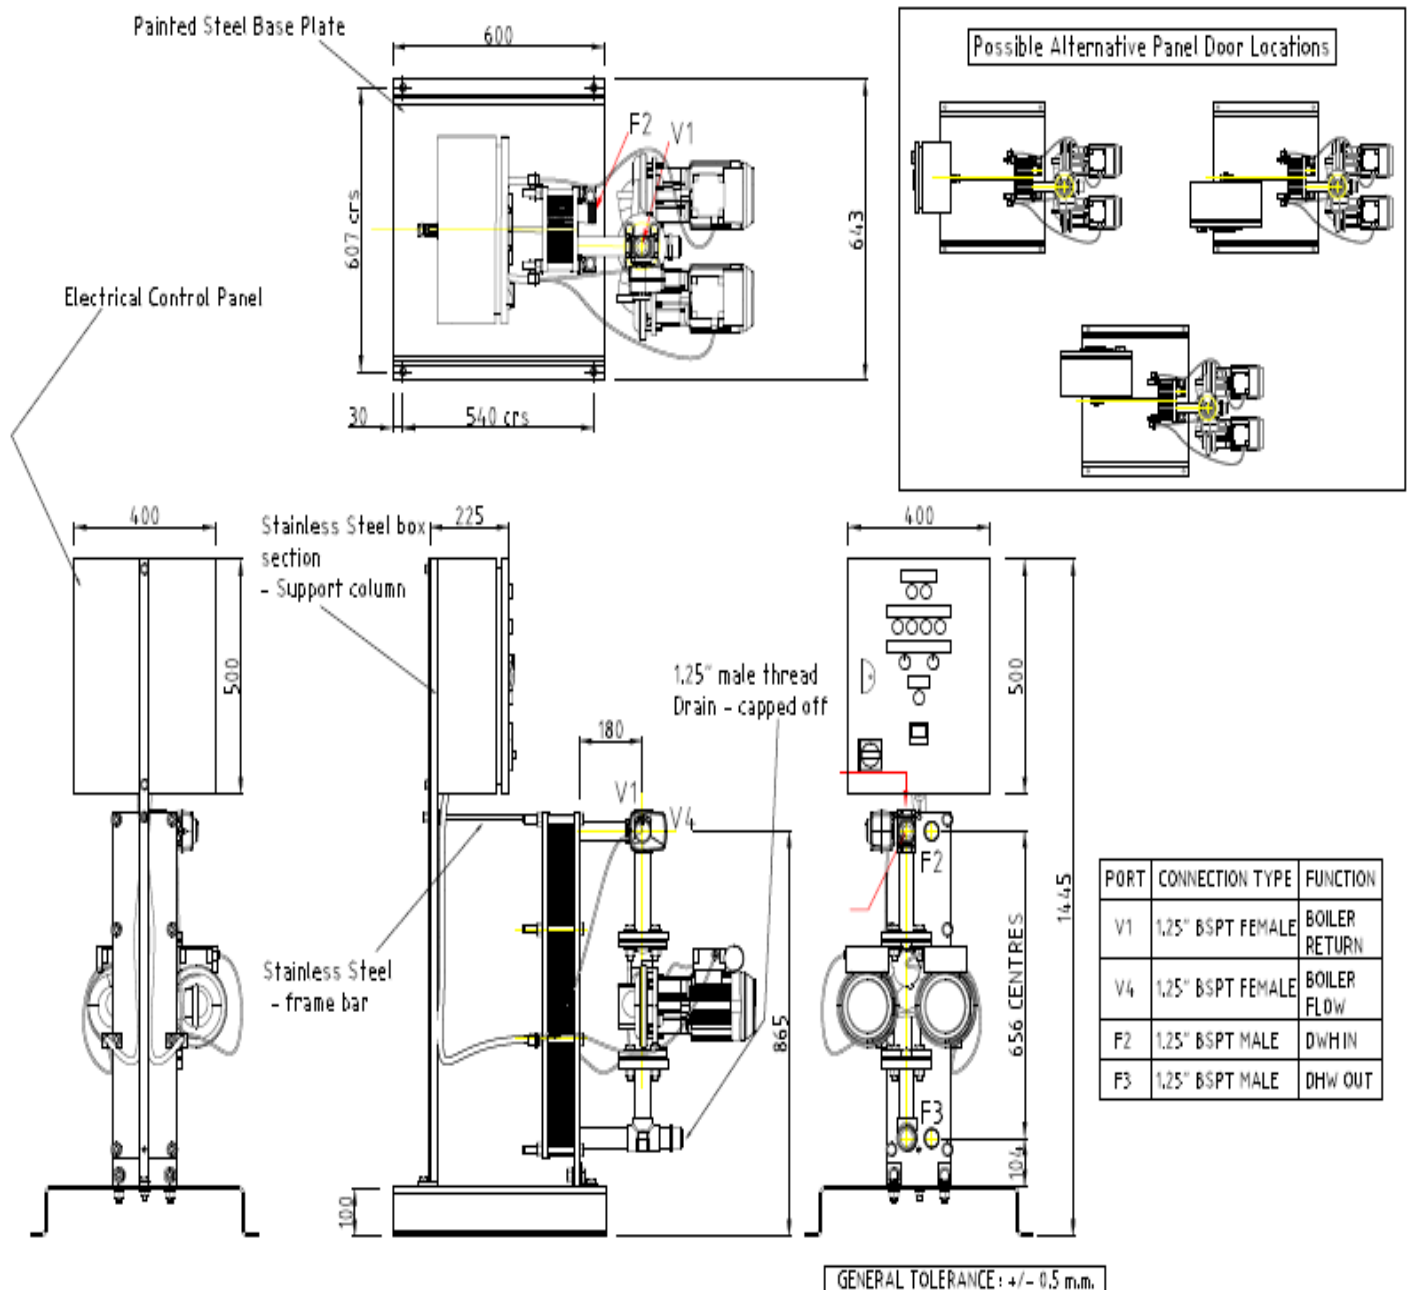 Painted Steel Base Plate
600
F2
V1
607 crs
643
30
540 crs
Possible Alternative Panel Door Locations
Electrical Control Panel
400
500
Stainless Steel box
section
- Support column
225
180
1.25" male thread
Drain - capped off
V1
V4
Stainless Steel
- frame bar
865
100
400
500
1445
F2
656 CENTRES
F3
104
PORT CONNECTION TYPE FUNCTION
V1 1.25" BSPT FEMALE BOILER
RETURN
V4 1.25" BSPT FEMALE BOILER
FLOW
F2 1.25" BSPT MALE DWH IN
F3 1.25" BSPT MALE DHW OUT
GENERAL TOLERANCE: +/- 0.5 m.m.